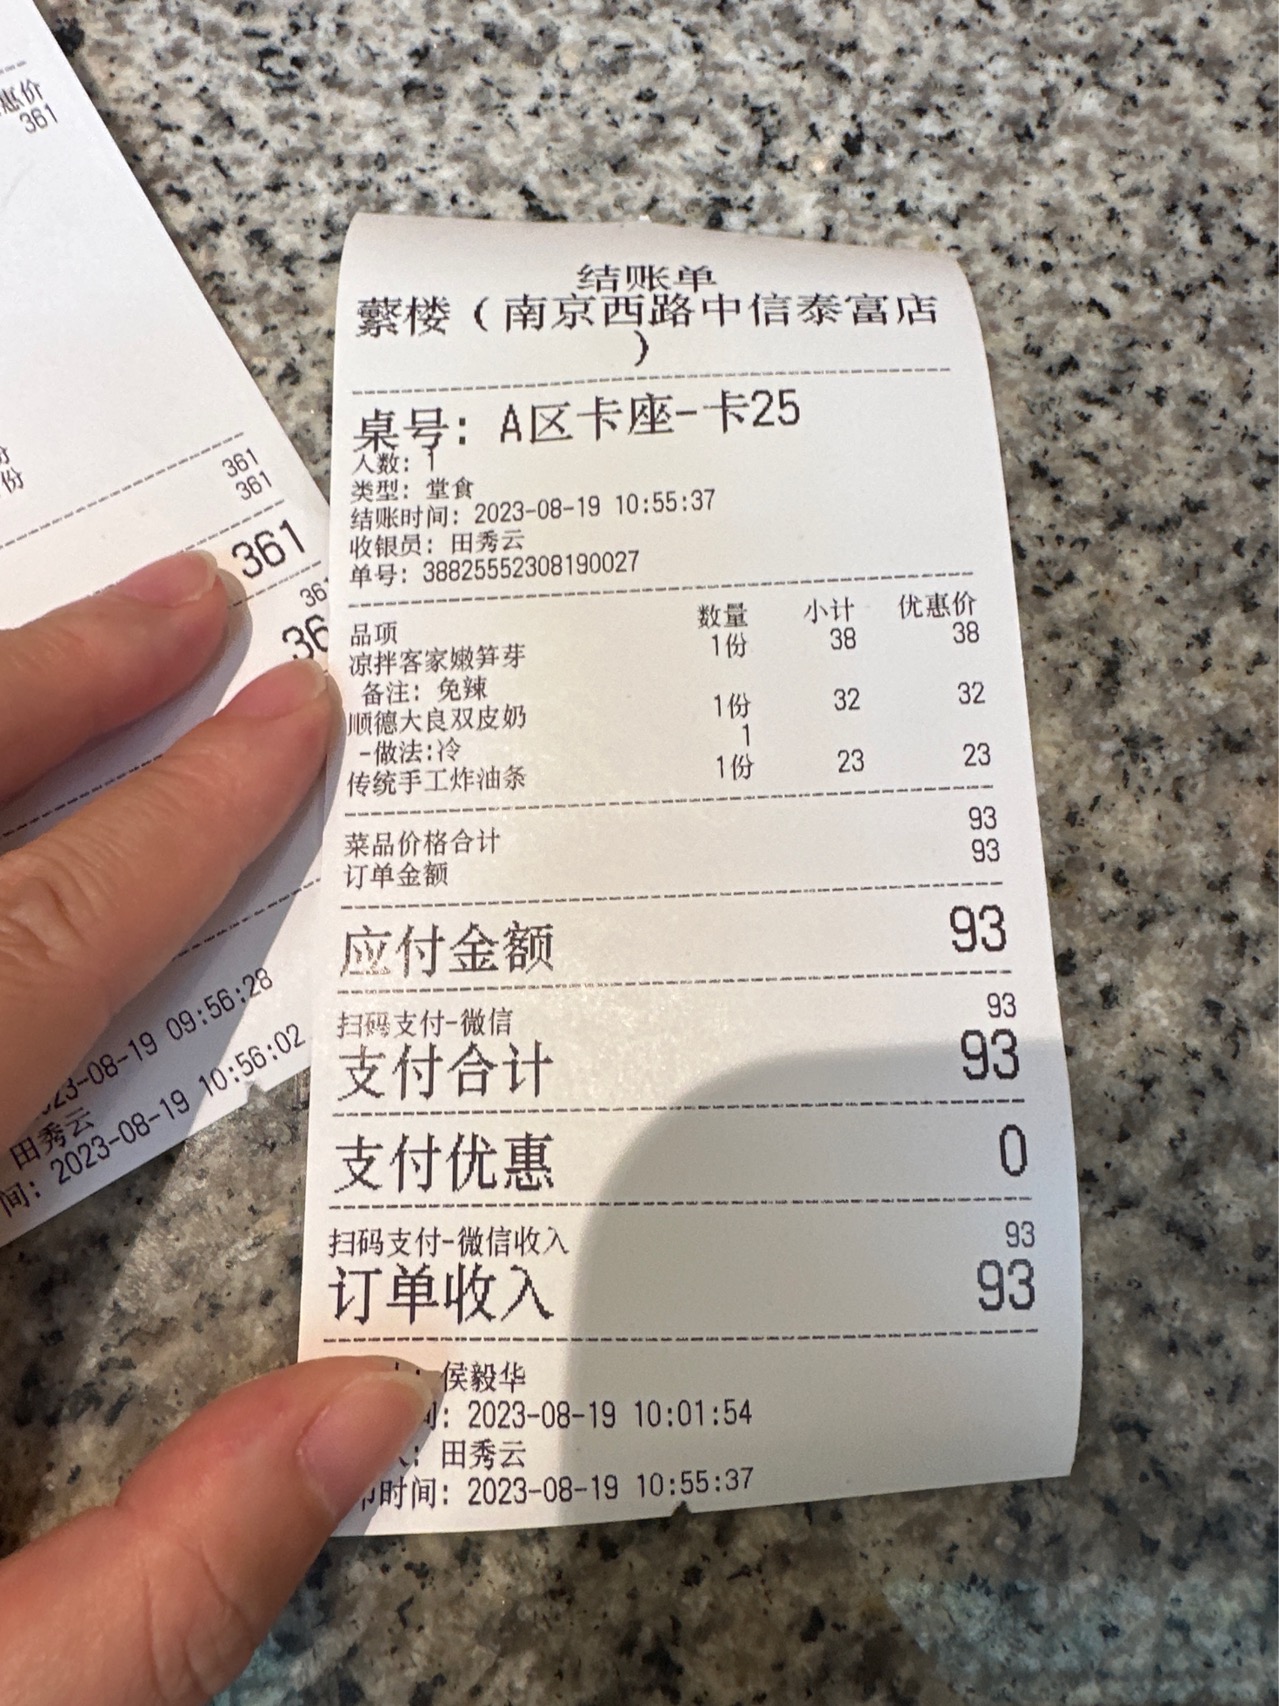 惠价
361
份
361
361
361
361
36
2023-08-19 09:56:28
田秀云
间: 2023-08-19 10:56:02
结账单
蘩楼（南京西路中信泰富店
）
桌号: A区卡座-卡25
人数: 1
类型: 堂食
结账时间: 2023-08-19 10:55:37
收银员: 田秀云
单号: 38825552308190027
品项 数量 小计 优惠价
凉拌客家嫩笋芽 1份 38 38
备注: 免辣
顺德大良双皮奶 1份 32 32
-做法:冷 1
传统手工炸油条 1份 23 23
菜品价格合计 93
订单金额 93
应付金额 93
扫码支付-微信 93
支付合计 93
支付优惠 0
扫码支付-微信收入 93
订单收入 93
侯毅华
间: 2023-08-19 10:01:54
人: 田秀云
印时间: 2023-08-19 10:55:37